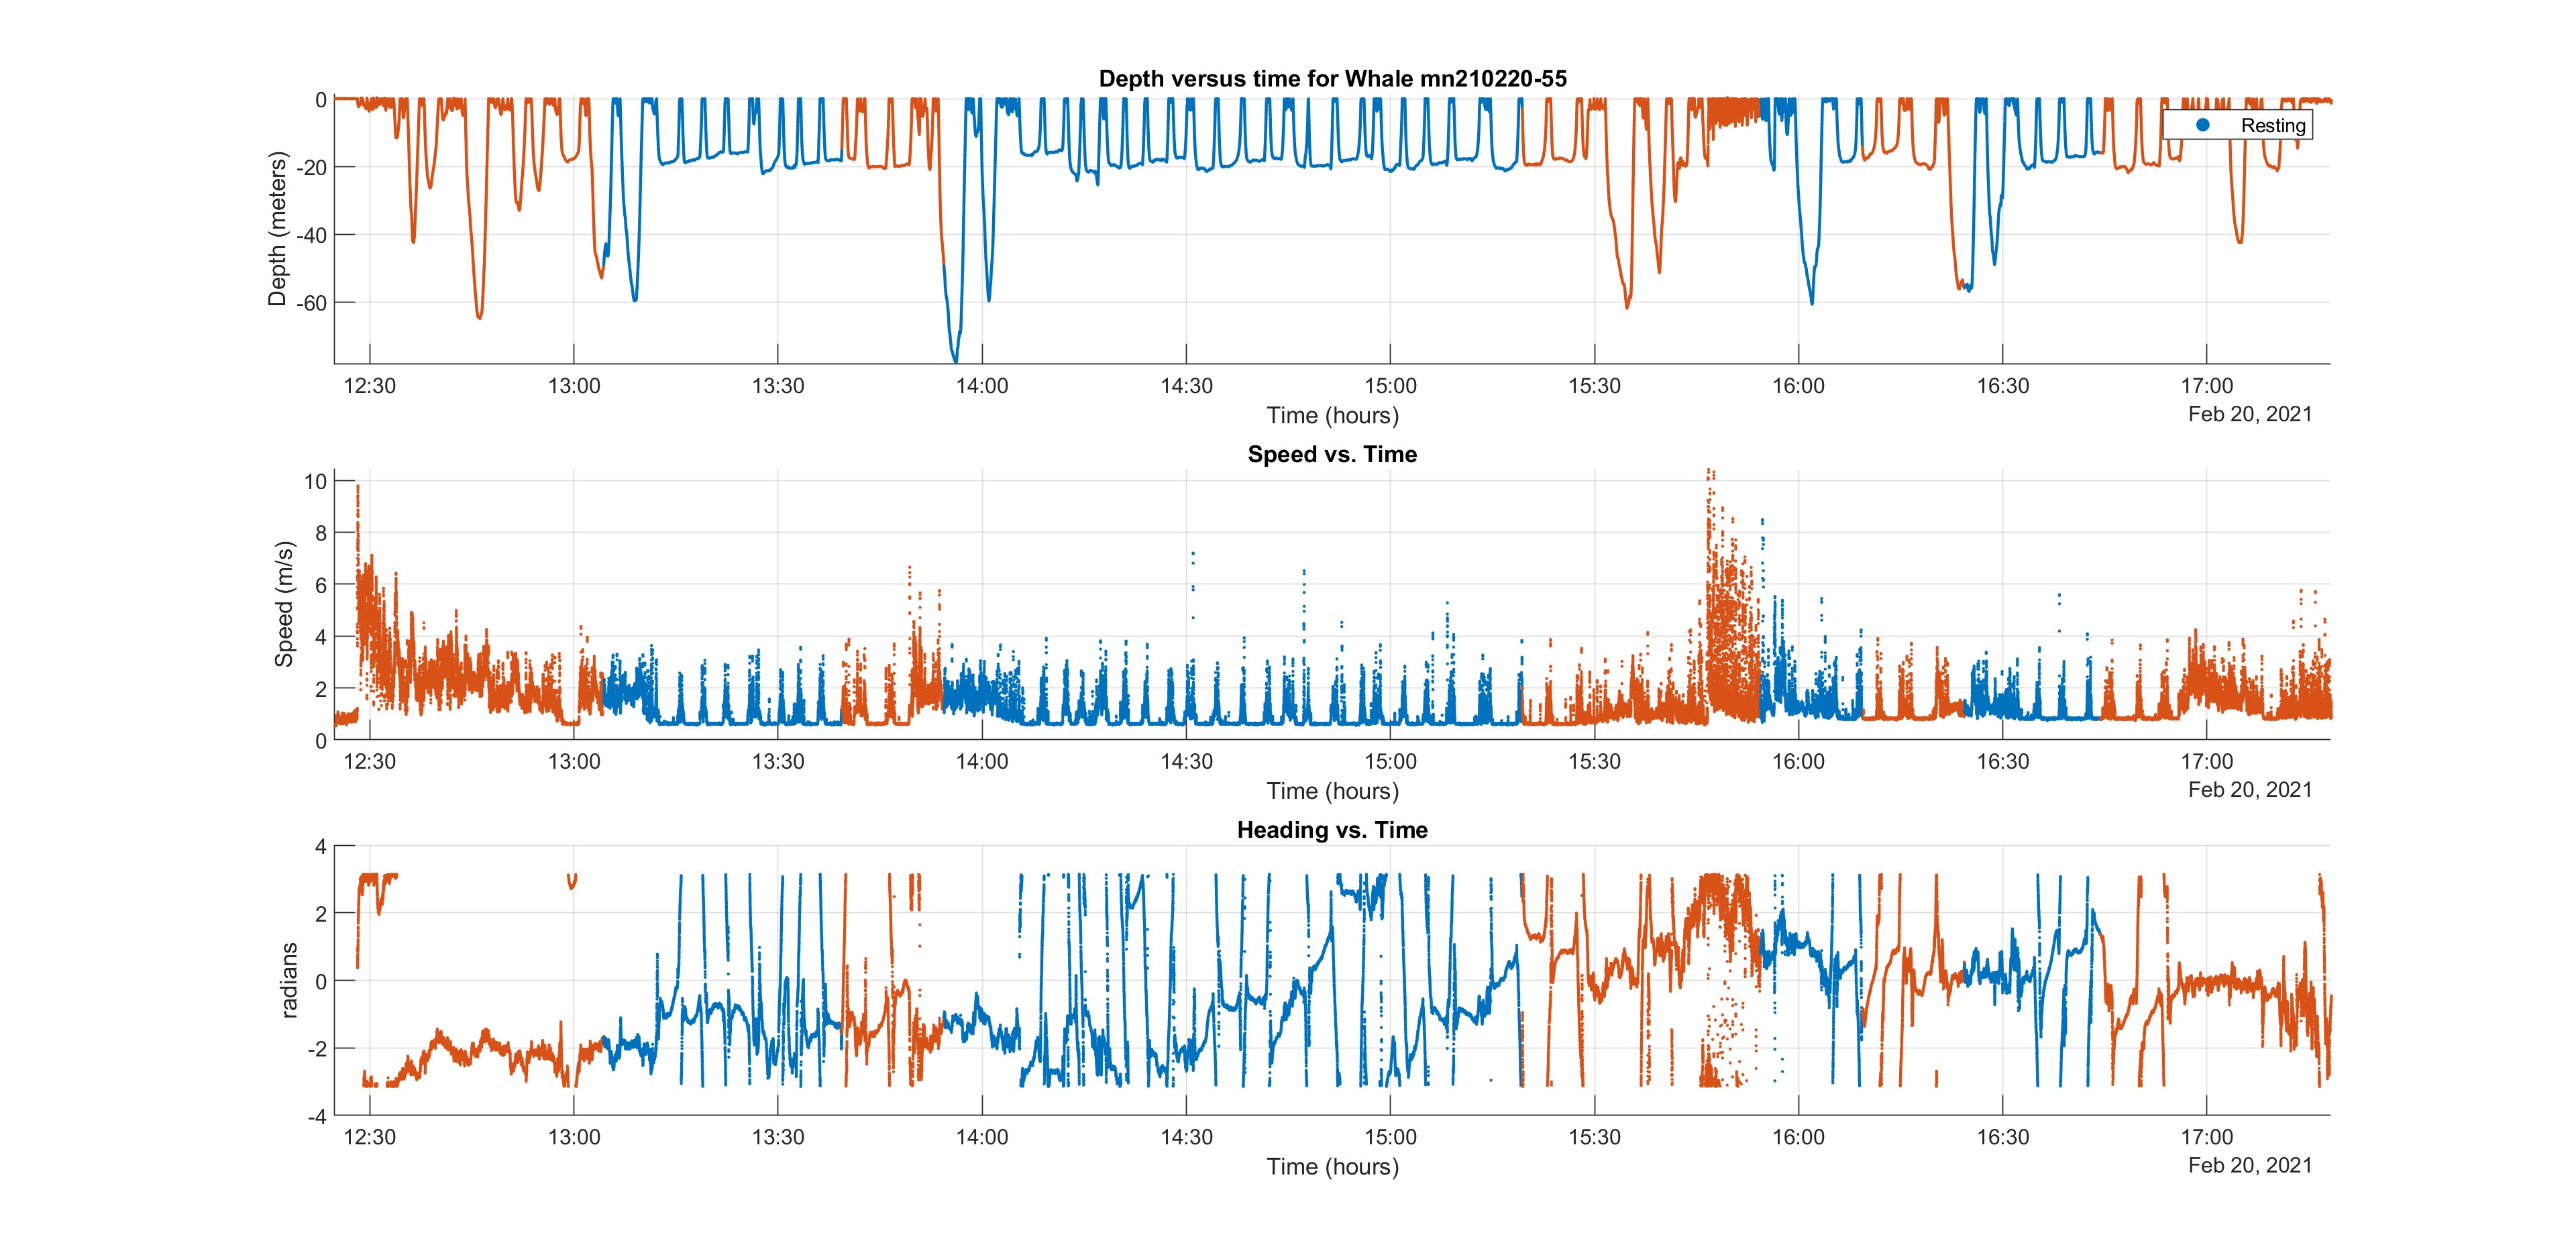 Depth versus time for Whale mn210220-55
Depth (meters)
0
-20
-40
-60
Resting
12:30 13:00 13:30 14:00 14:30 15:00 15:30 16:00 16:30 17:00
Time (hours)
Feb 20, 2021
Speed vs. Time
Speed (m/s)
10
8
6
4
2
0
12:30 13:00 13:30 14:00 14:30 15:00 15:30 16:00 16:30 17:00
Time (hours)
Feb 20, 2021
Heading vs. Time
radians
4
2
0
-2
-4
12:30 13:00 13:30 14:00 14:30 15:00 15:30 16:00 16:30 17:00
Time (hours)
Feb 20, 2021